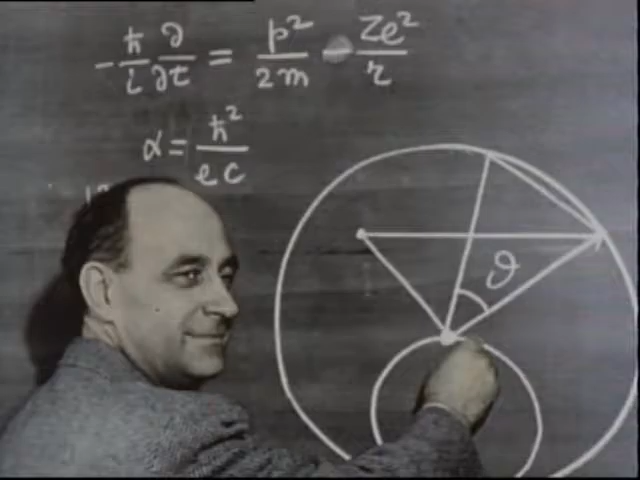 -ħ/i ∂/∂t = p²/2m - Ze²/r
α = ħ²/ec
ϑ